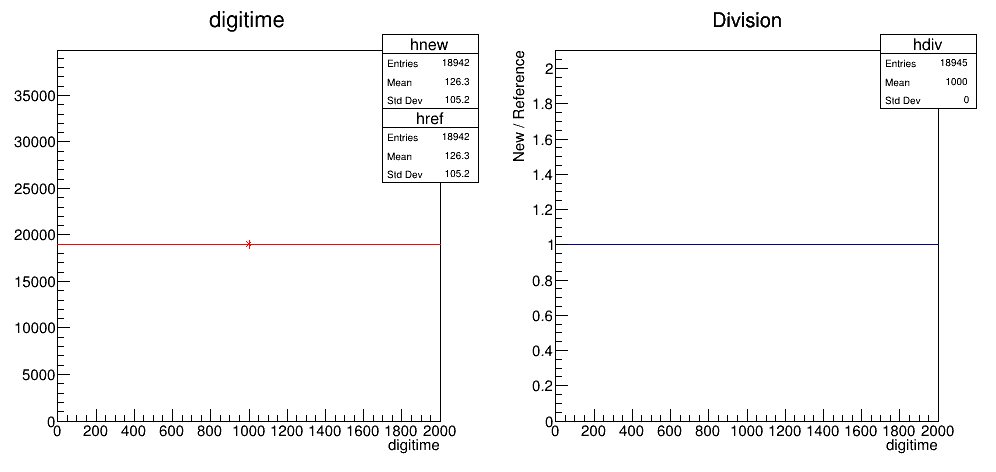 digitime
hnew
Entries 18942
Mean 126.3
Std Dev 105.2
href
Entries 18942
Mean 126.3
Std Dev 105.2
35000
30000
25000
20000
15000
10000
5000
0
0 200 400 600 800 1000 1200 1400 1600 1800 2000
digitime
Division
hdiv
Entries 18945
Mean 1000
Std Dev 0
New / Reference
2
1.8
1.6
1.4
1.2
1
0.8
0.6
0.4
0.2
0
0 200 400 600 800 1000 1200 1400 1600 1800 2000
digitime